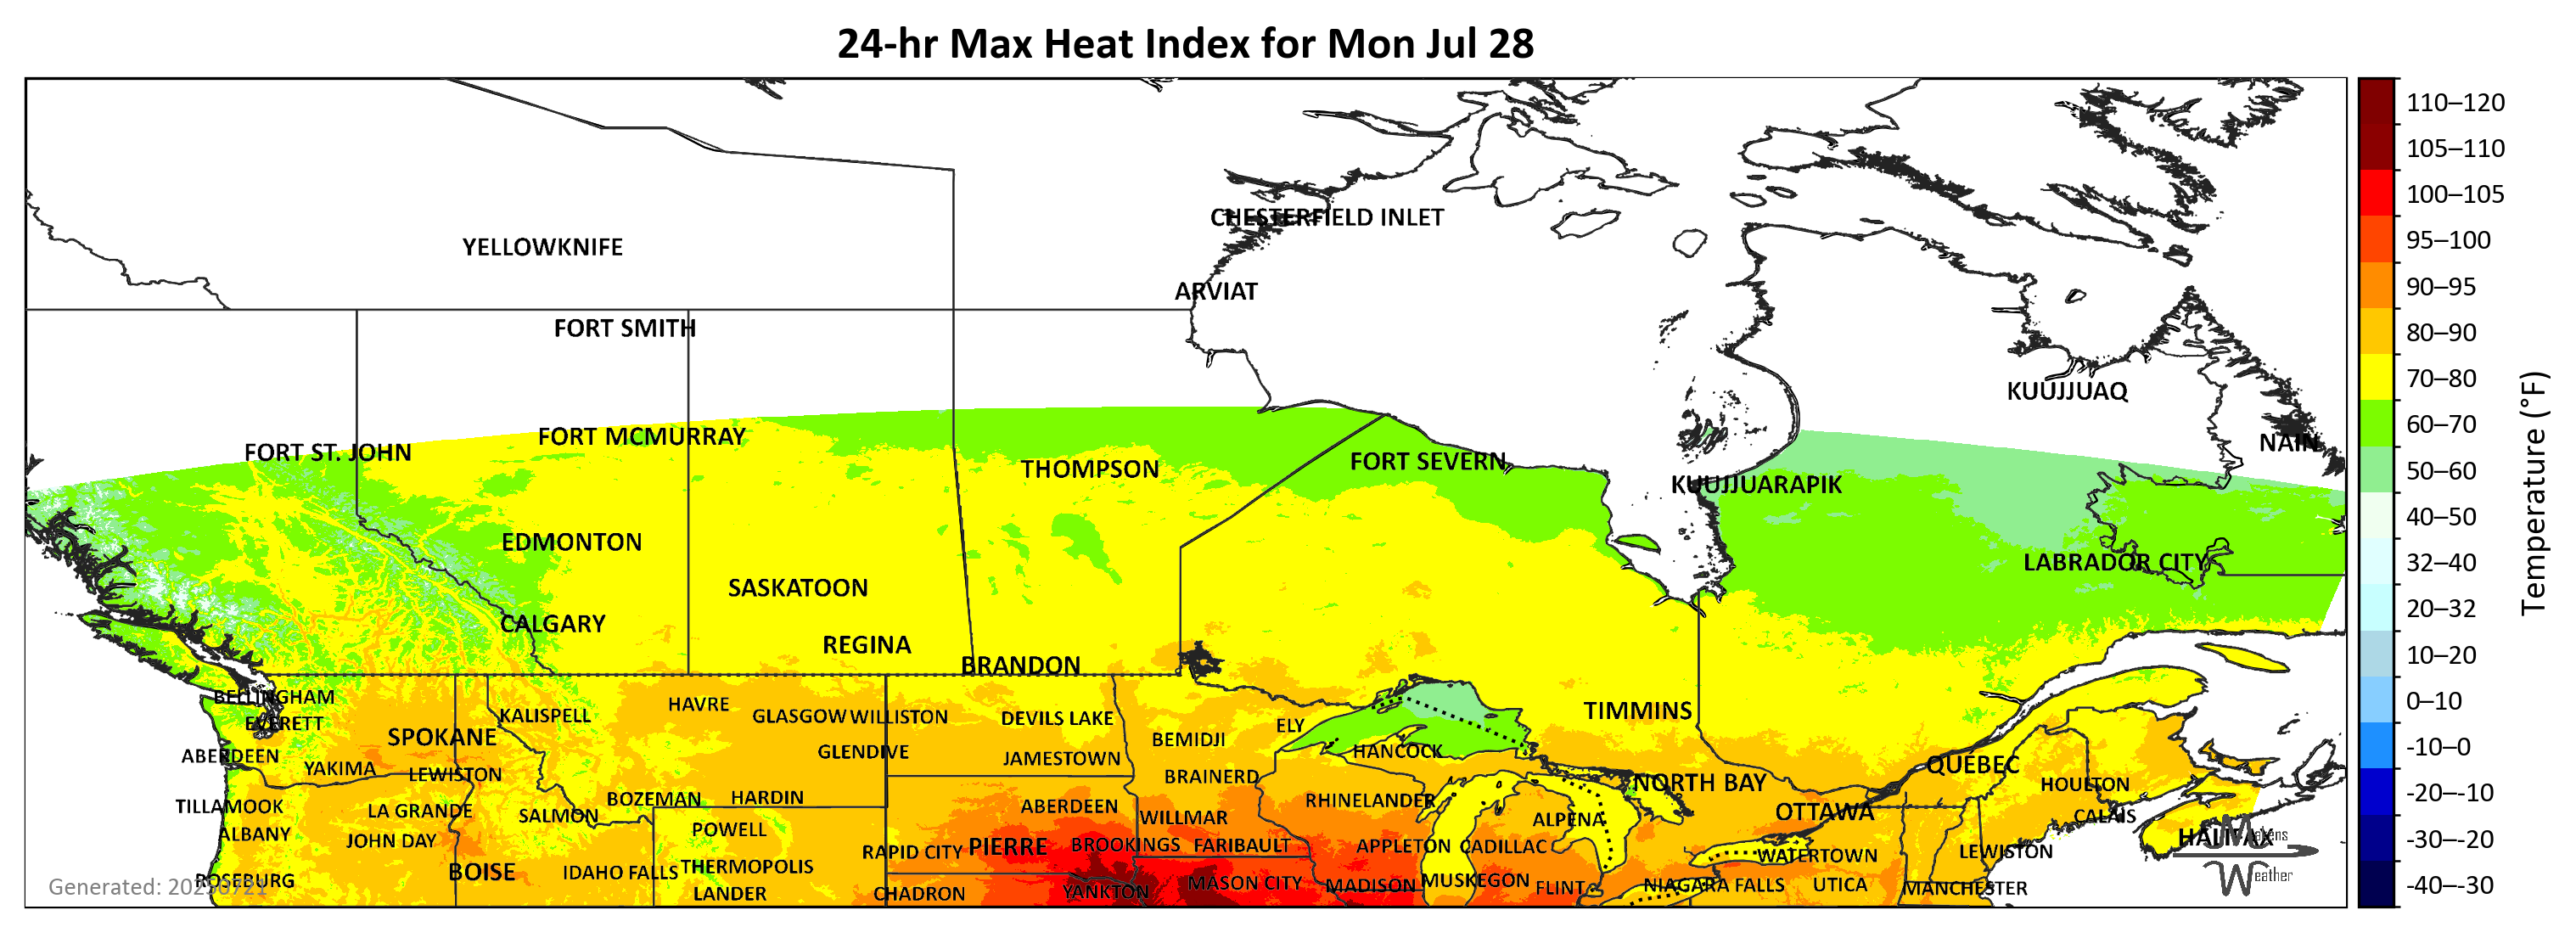 24-hr Max Heat Index for Mon Jul 28
110–120
105–110
CHESTERFIELD INLET
100–105
YELLOWKNIFE
95–100
ARVIAT
90–95
FORT SMITH
80–90
KUUJJUAQ
70–80
FORT ST. JOHN
FORT MCMURRAY
60–70
NAIN
THOMPSON
FORT SEVERN
50–60
KUUJJUARAPIK
40–50
EDMONTON
LABRADOR CITY
32–40
SASKATOON
CALGARY
20–32
REGINA
BRANDON
10–20
Temperature (°F)
BELLINGHAM
HAVRE
0–10
EVERETT
KALISPELL
GLASGOW
WILLISTON
DEVILS LAKE
ELY
TIMMINS
SPOKANE
BEMIDJI
-10–0
ABERDEEN
GLENDIVE
JAMESTOWN
HANCOCK
YAKIMA
LEWISTON
BRAINERD
NORTH BAY
QUÉBEC
HOULTON
-20–-10
TILLAMOOK
LA GRANDE
SALMON
BOZEMAN
HARDIN
ABERDEEN
WILLMAR
RHINELANDER
ALPENA
OTTAWA
CALAIS
ALBANY
JOHN DAY
POWELL
-30–-20
HALIFAX
RAPID CITY
PIERRE
BROOKINGS
FARIBAULT
APPLETON
CADILLAC
WATERTOWN
LEWISTON
BOISE
IDAHO FALLS
THERMOPOLIS
Weather
ROSEBURG
LANDER
CHADRON
YANKTON
MASON CITY
MADISON
MUSKEGON
FLINT
NIAGARA FALLS
UTICA
MANCHESTER
-40–-30
Generated: 20250721